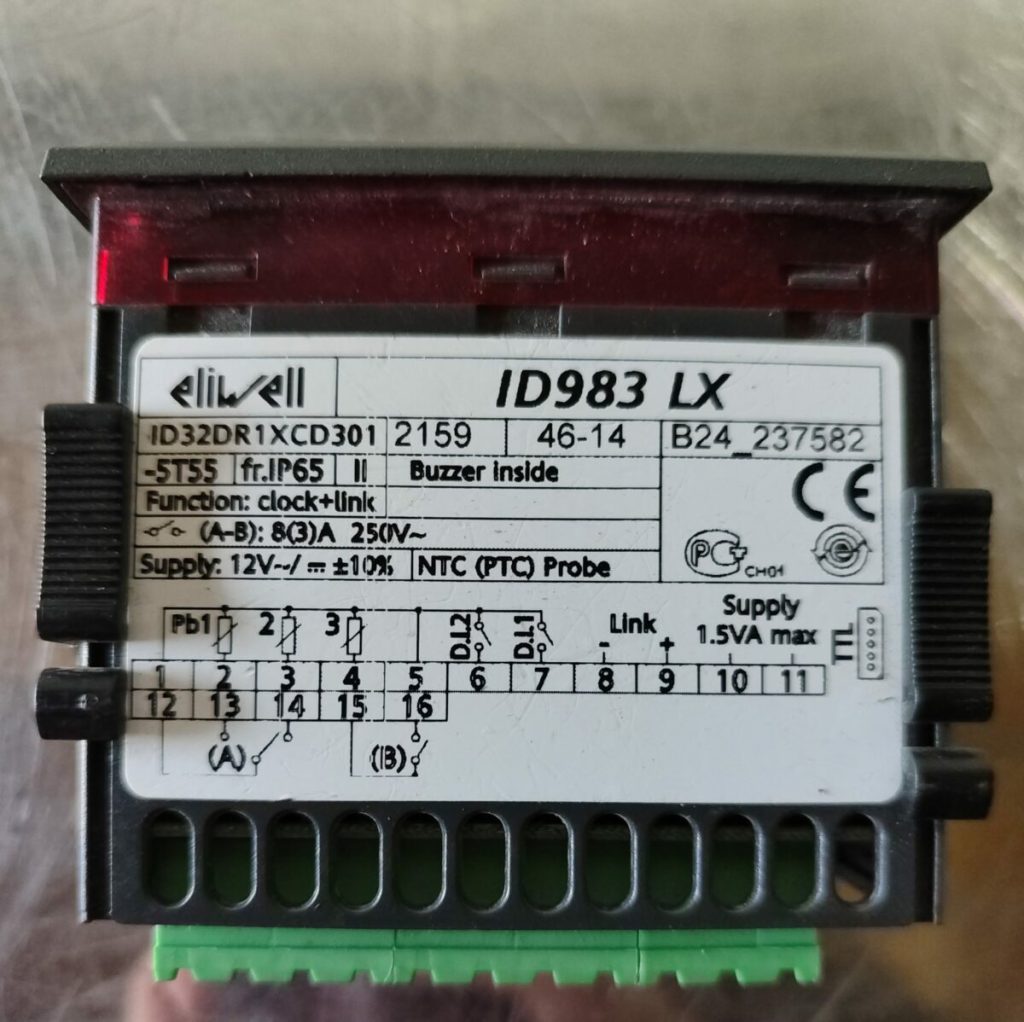 eliwell ID983 LX
ID32DR1XCD301 2159 46-14 B24_237582
-5T55 fr.IP65 II Buzzer inside
Function: clock+link
(A-B): 8(3)A 250V~
Supply: 12V~/⎓ ±10% NTC (PTC) Probe
CE
PC+ CH01 e
Pb1 2 3 D.I.2 D.I.1 Link - + Supply
1.5VA max TTL
1 2 3 4 5 6 7 8 9 10 11
12 13 14 15 16
(A) (B)